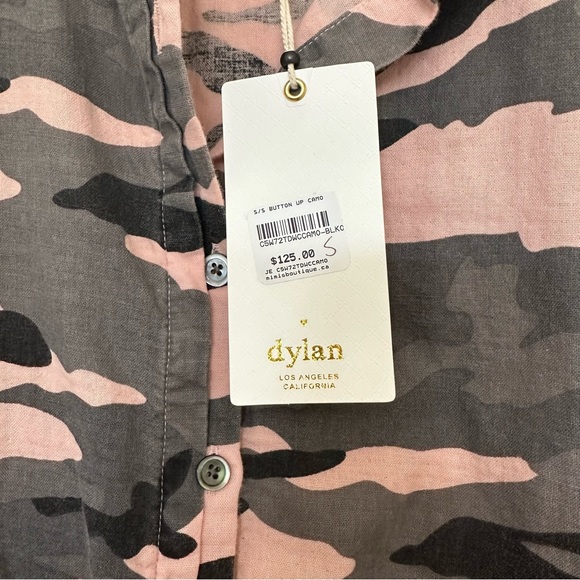 S/S BUTTON UP CAMO
CSW72TDWCCAMO-BLKC
$125.00 S
JE CSW72TDWCCAMO
mimisboutique.ca
dylan
LOS ANGELES
CALIFORNIA